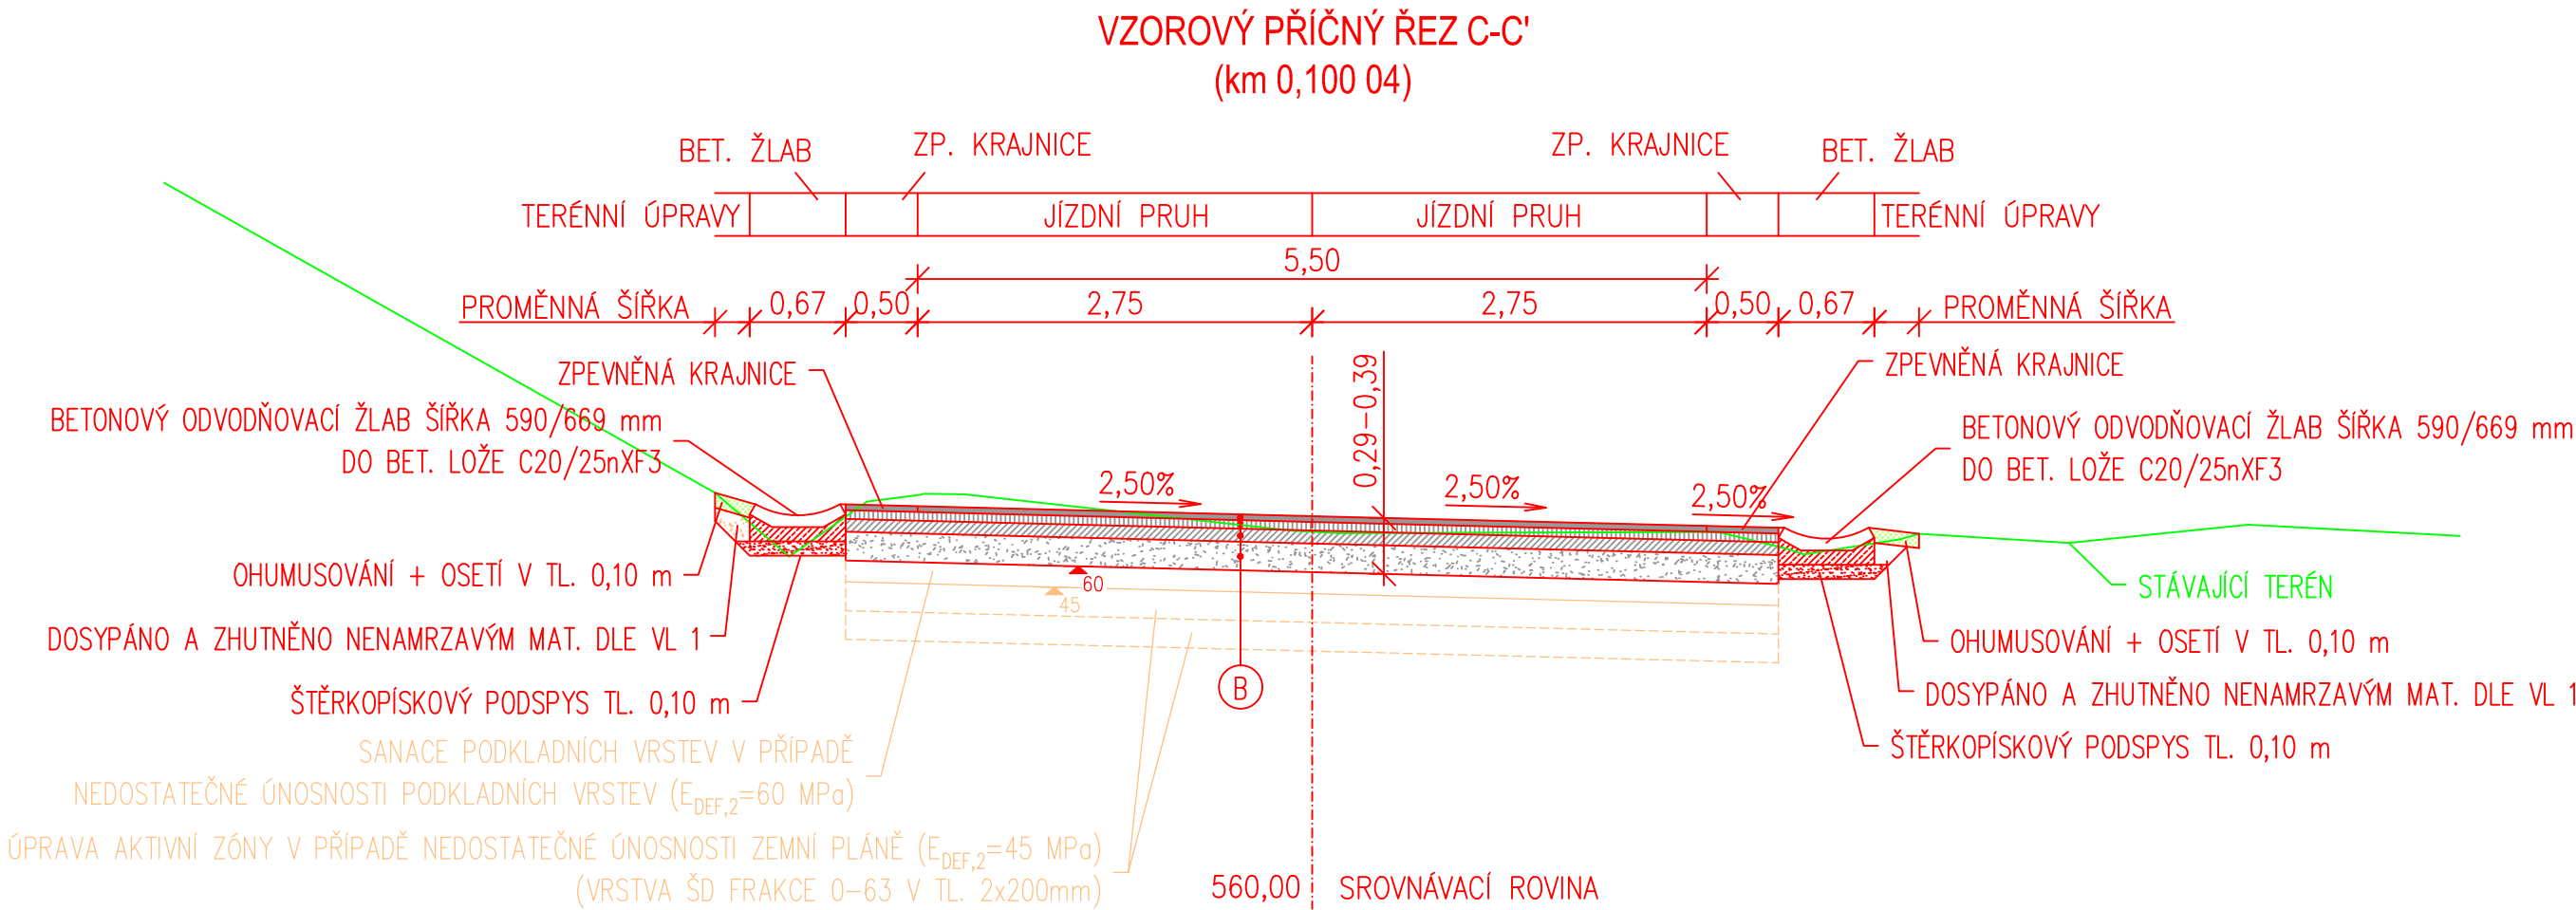 VZOROVÝ PŘÍČNÝ ŘEZ C-C'
(km 0,100 04)
BET. ŽLAB
ZP. KRAJNICE
ZP. KRAJNICE
BET. ŽLAB
TERÉNNÍ ÚPRAVY
JÍZDNÍ PRUH
JÍZDNÍ PRUH
TERÉNNÍ ÚPRAVY
5,50
PROMĚNNÁ ŠÍŘKA
0,67
0,50
2,75
2,75
0,50
0,67
PROMĚNNÁ ŠÍŘKA
ZPEVNĚNÁ KRAJNICE
0,29-0,39
ZPEVNĚNÁ KRAJNICE
BETONOVÝ ODVODŇOVACÍ ŽLAB ŠÍŘKA 590/669 mm
DO BET. LOŽE C20/25nXF3
BETONOVÝ ODVODŇOVACÍ ŽLAB ŠÍŘKA 590/669 mm
DO BET. LOŽE C20/25nXF3
2,50%
2,50%
2,50%
OHUMUSOVÁNÍ + OSETÍ V TL. 0,10 m
60
45
STÁVAJÍCÍ TERÉN
DOSYPÁNO A ZHUTNĚNO NENAMRZAVÝM MAT. DLE VL 1
OHUMUSOVÁNÍ + OSETÍ V TL. 0,10 m
ŠTĚRKOPÍSKOVÝ PODSPYS TL. 0,10 m
B
DOSYPÁNO A ZHUTNĚNO NENAMRZAVÝM MAT. DLE VL 1
ŠTĚRKOPÍSKOVÝ PODSPYS TL. 0,10 m
SANACE PODKLADNÍCH VRSTEV V PŘÍPADĚ
NEDOSTATEČNÉ ÚNOSNOSTI PODKLADNÍCH VRSTEV (EDEF,2=60 MPa)
ÚPRAVA AKTIVNÍ ZÓNY V PŘÍPADĚ NEDOSTATEČNÉ ÚNOSNOSTI ZEMNÍ PLÁNĚ (EDEF,2=45 MPa)
(VRSTVA ŠD FRAKCE 0-63 V TL. 2x200mm)
560,00
SROVNÁVACÍ ROVINA